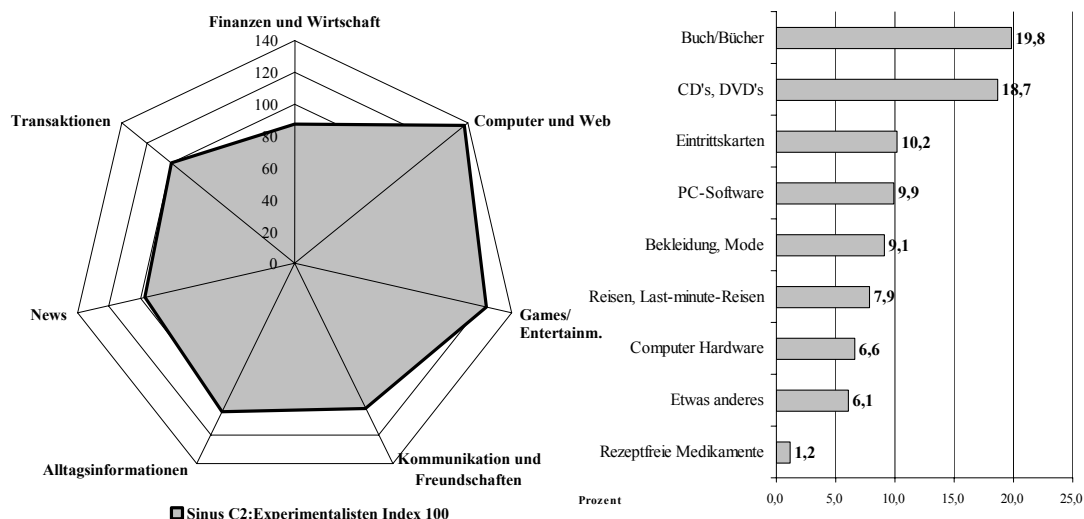 Finanzen und Wirtschaft
140
120
100
80
60
40
20
0
Computer und Web
Games/
Entertainm.
Kommunikation und
Freundschaften
Alltagsinformationen
News
Transaktionen
Sinus C2:Experimentalisten Index 100
Buch/Bücher 19,8
CD's, DVD's 18,7
Eintrittskarten 10,2
PC-Software 9,9
Bekleidung, Mode 9,1
Reisen, Last-minute-Reisen 7,9
Computer Hardware 6,6
Etwas anderes 6,1
Rezeptfreie Medikamente 1,2
Prozent 0,0 5,0 10,0 15,0 20,0 25,0